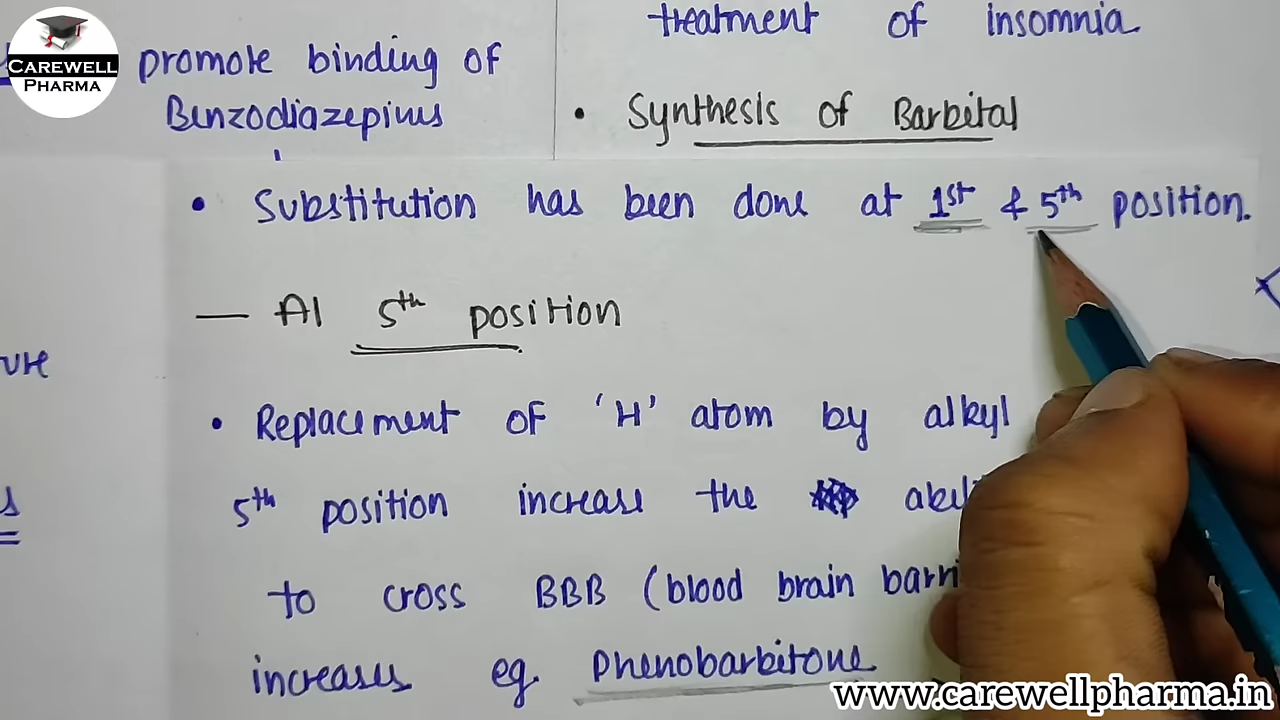 CAREWELL
PHARMA
promote binding of
Benzodiazepines
treatment of insomnia
• Synthesis of Barbital
• Substitution has been done at 1st & 5th position.
— At 5th position
• Replacement of 'H' atom by alkyl
5th position increase the
to cross BBB (blood brain
increases eg. Phenobarbitone
www.carewellpharma.in